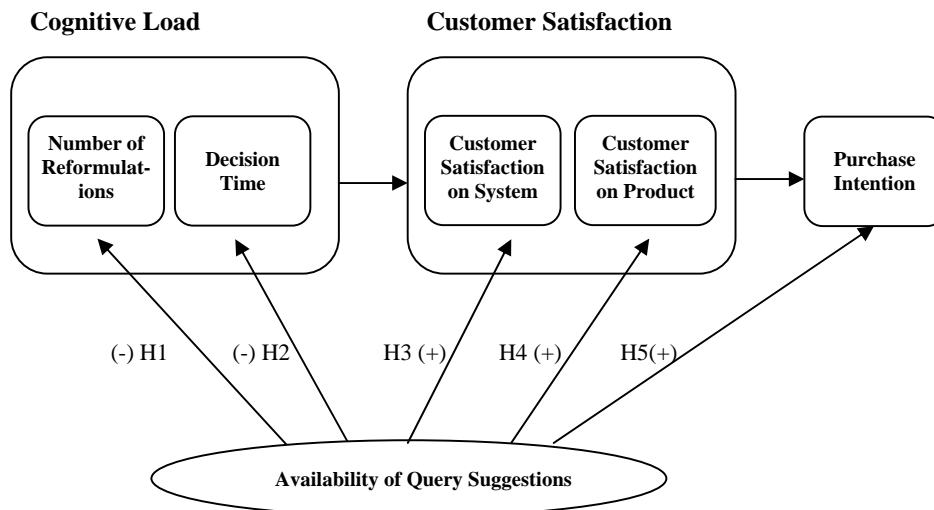 Cognitive Load
Customer Satisfaction
Number of
Reformulat-
ions
Decision
Time
Customer
Satisfaction
on System
Customer
Satisfaction
on Product
Purchase
Intention
(-) H1
(-) H2
H3 (+)
H4 (+)
H5(+)
Availability of Query Suggestions